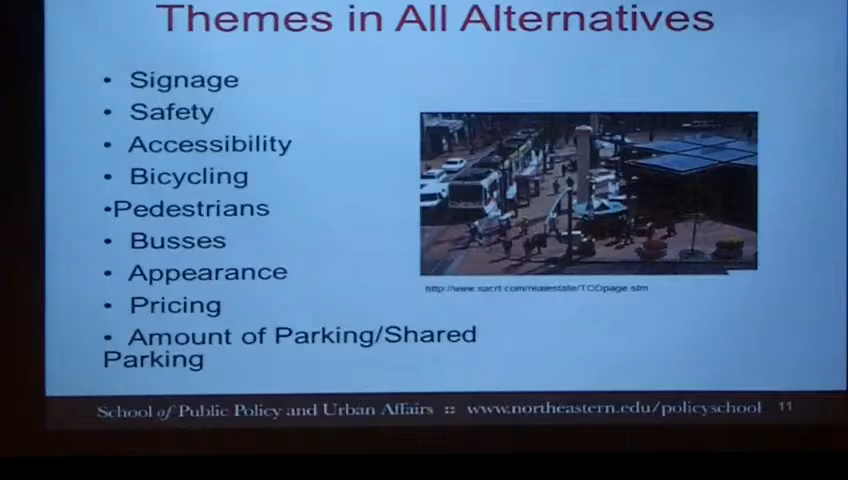 Themes in All Alternatives
• Signage
• Safety
• Accessibility
• Bicycling
•Pedestrians
• Busses
• Appearance
• Pricing
• Amount of Parking/Shared
Parking
http://www.sacrt.com/realestate/TODpage.stm
School of Public Policy and Urban Affairs :: www.northeastern.edu/policyschool 11